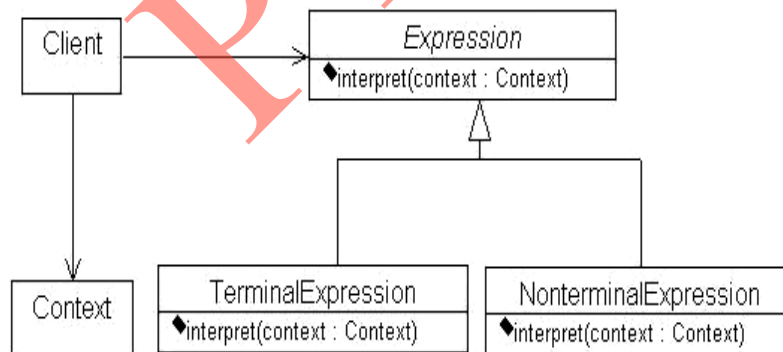 Client
Expression
interpret(context : Context)
Context
TerminalExpression
interpret(context : Context)
NonterminalExpression
interpret(context : Context)